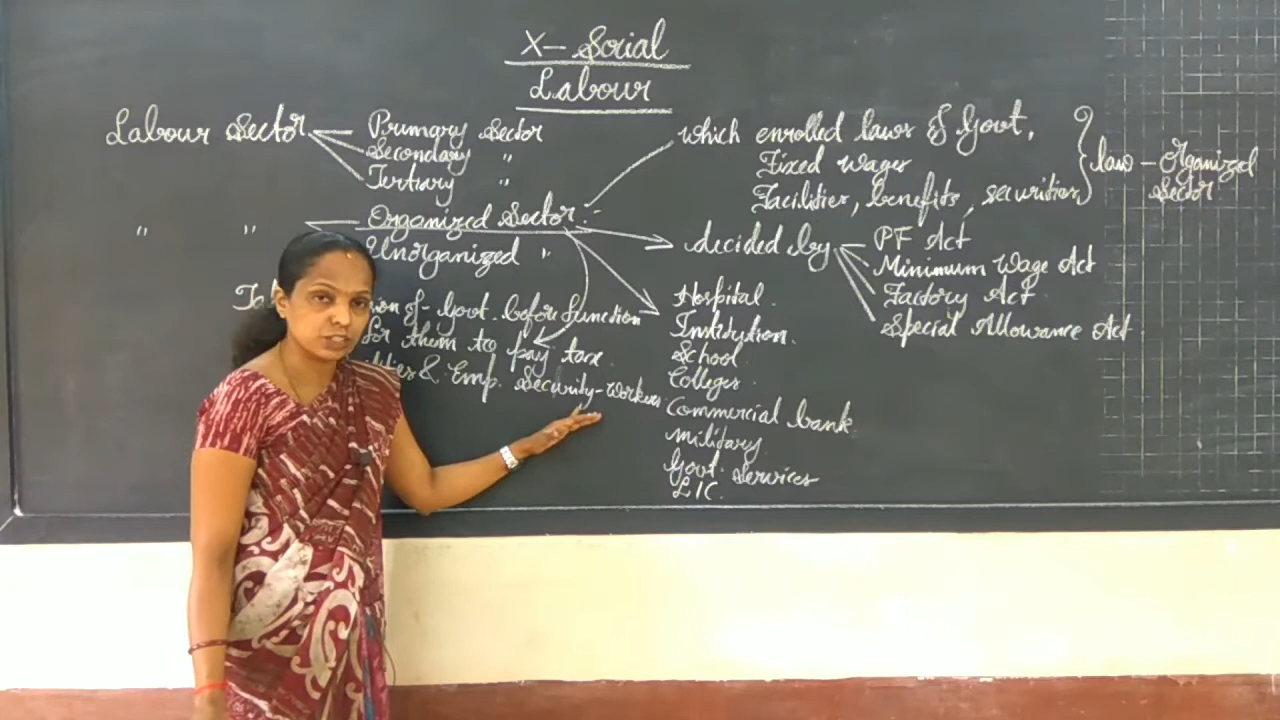 X- Social
Labour
Labour Sector
Primary Sector
Secondary "
Tertiary "
" "
Organized Sector :-
Unorganized "
of Govt. before function
for them to pay tax.
& Emp. Security-Workers
which enrolled laws of Govt,
Fixed wages
Facilities, benefits, securities
law - Organized
Sector
decided by
PF Act
Minimum Wage Act
Factory Act
Special Allowance Act
Hospital.
Institution.
School.
Colleges.
Commercial bank.
military
Govt. Services
LIC.